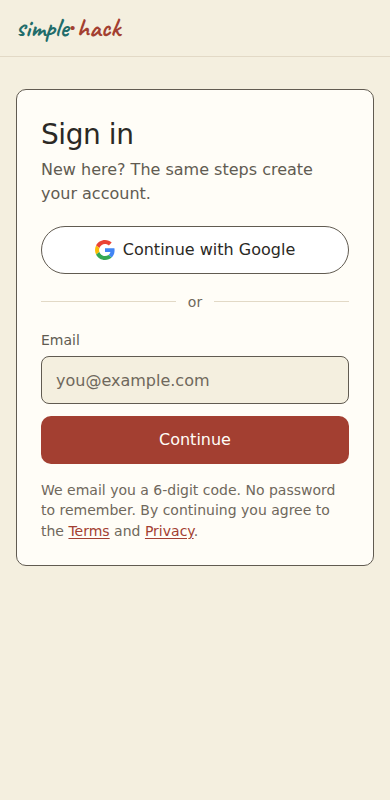 simple·hack
Sign in
New here? The same steps create
your account.
Continue with Google
or
Email
you@example.com
Continue
We email you a 6-digit code. No password
to remember. By continuing you agree to
the Terms and Privacy.